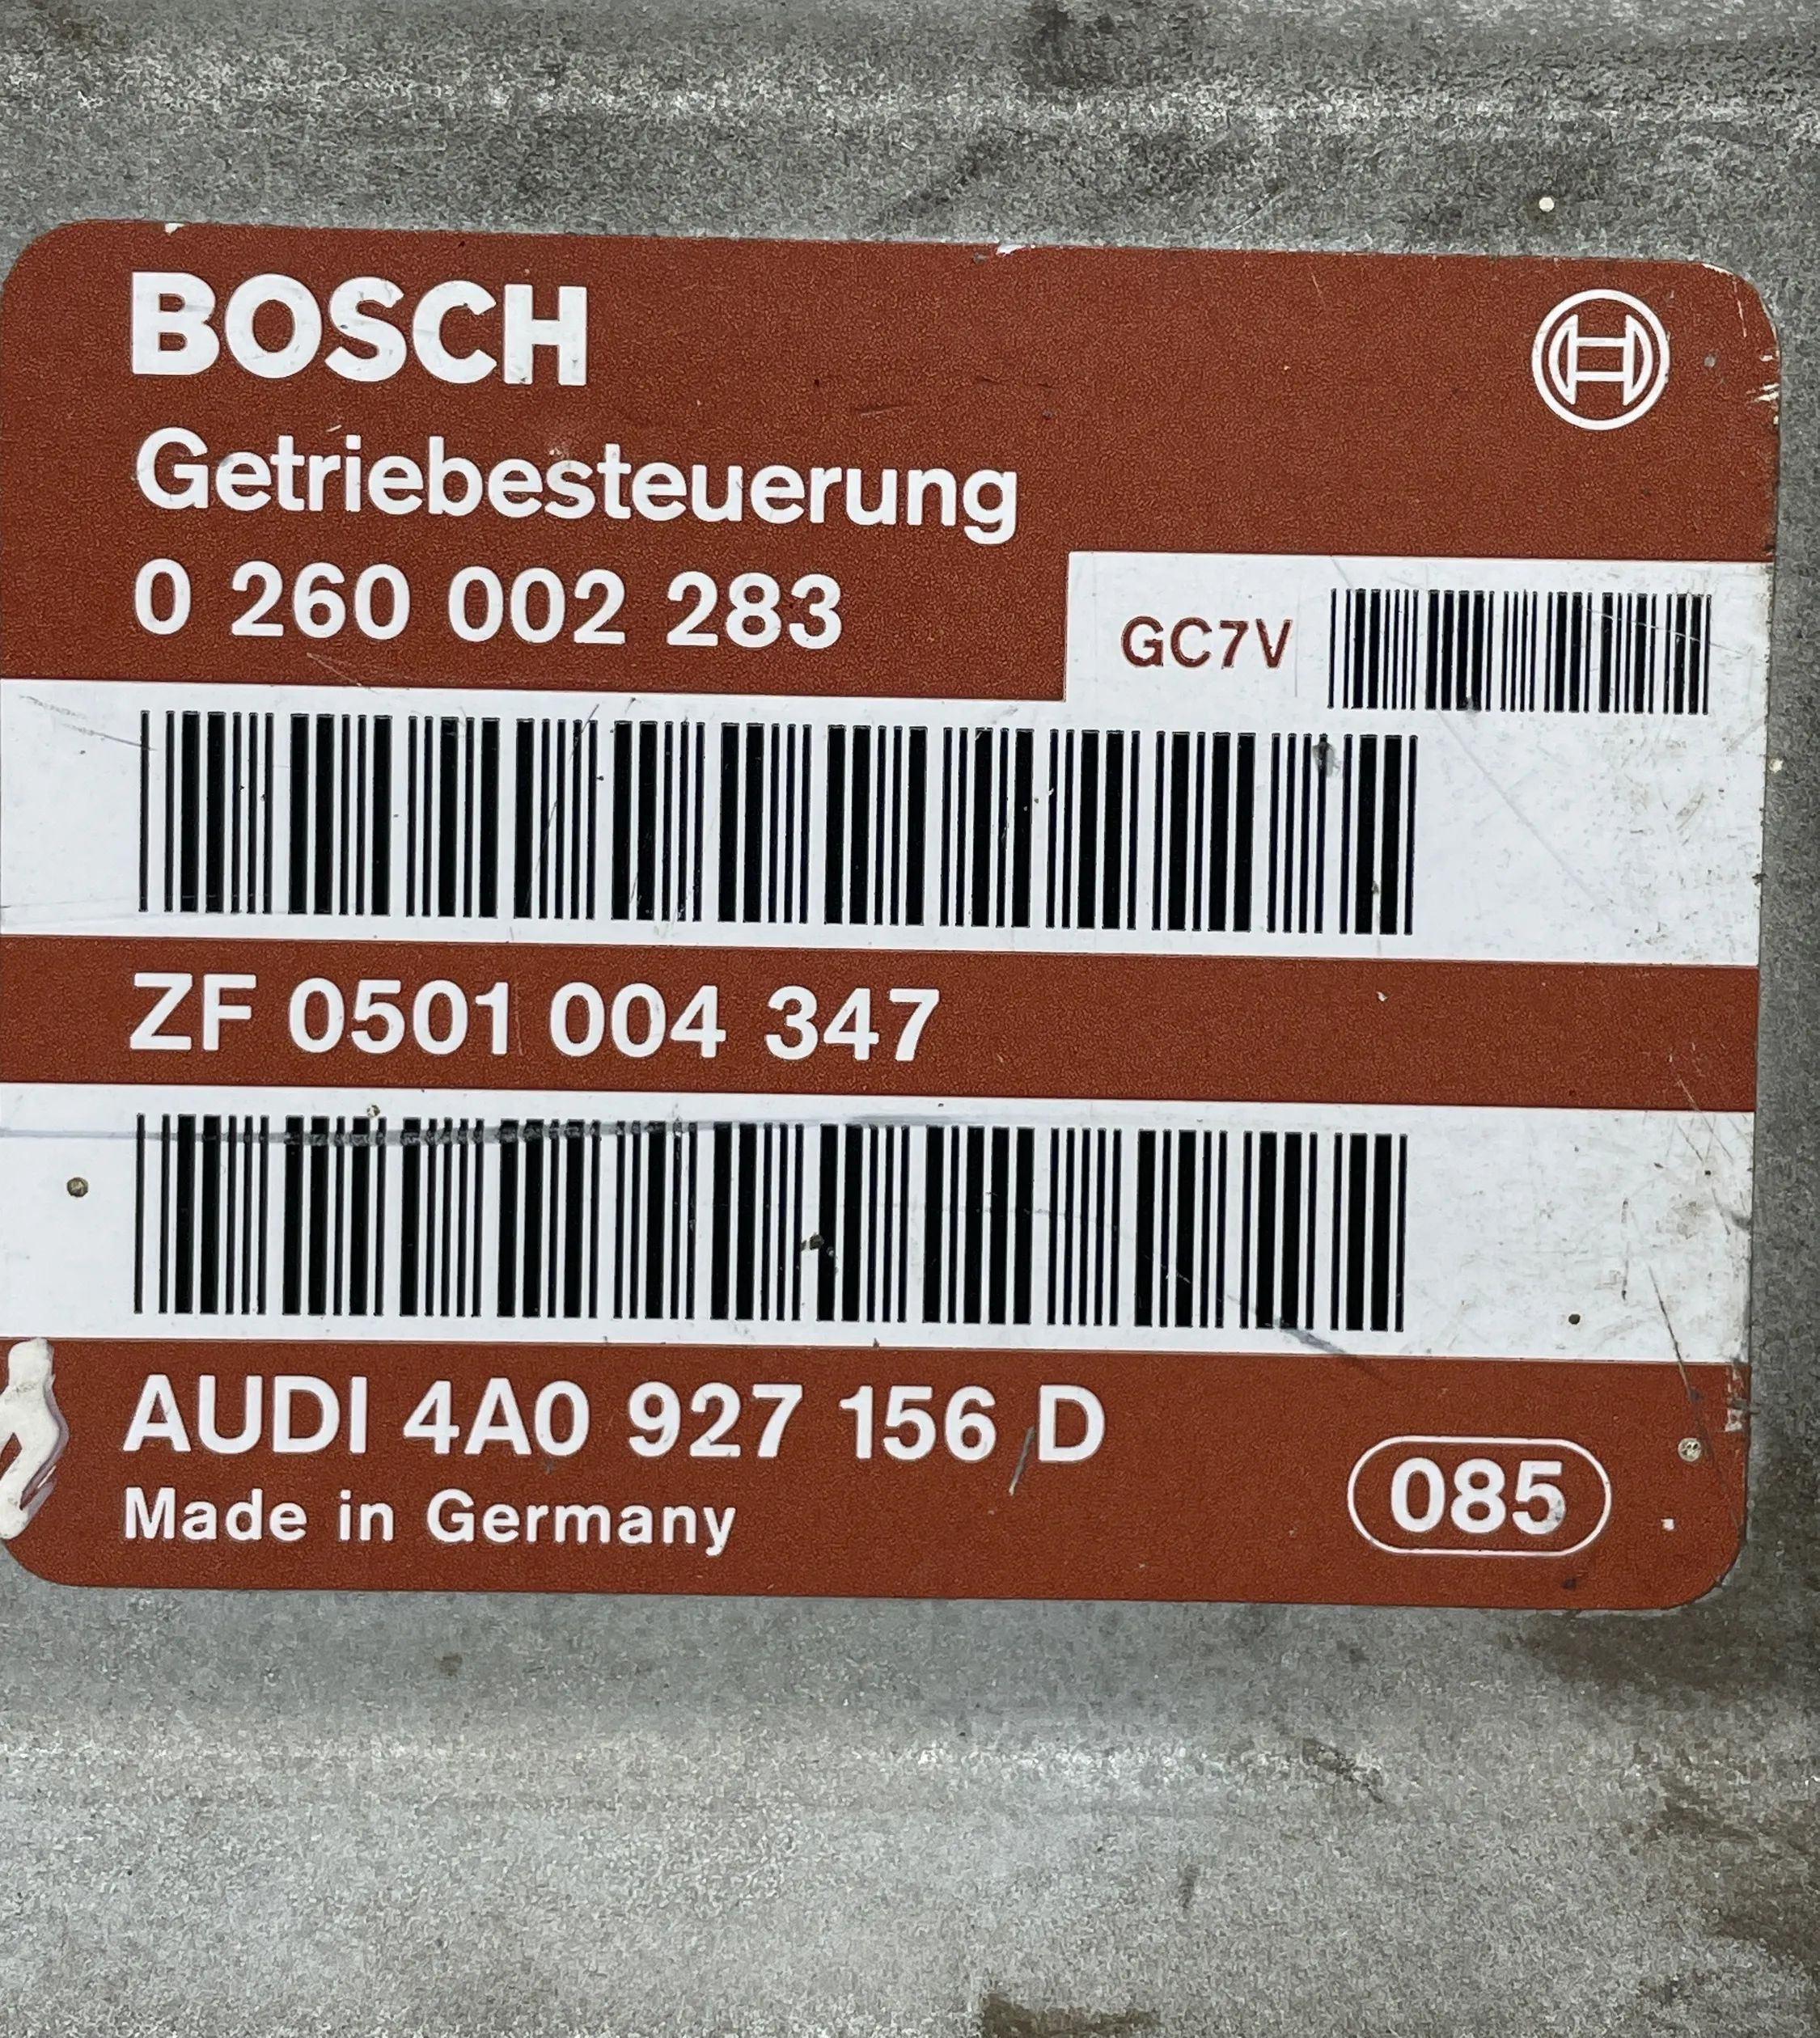 BOSCH
Getriebesteuerung
0 260 002 283
GC7V
ZF 0501 004 347
AUDI 4A0 927 156 D
Made in Germany
085